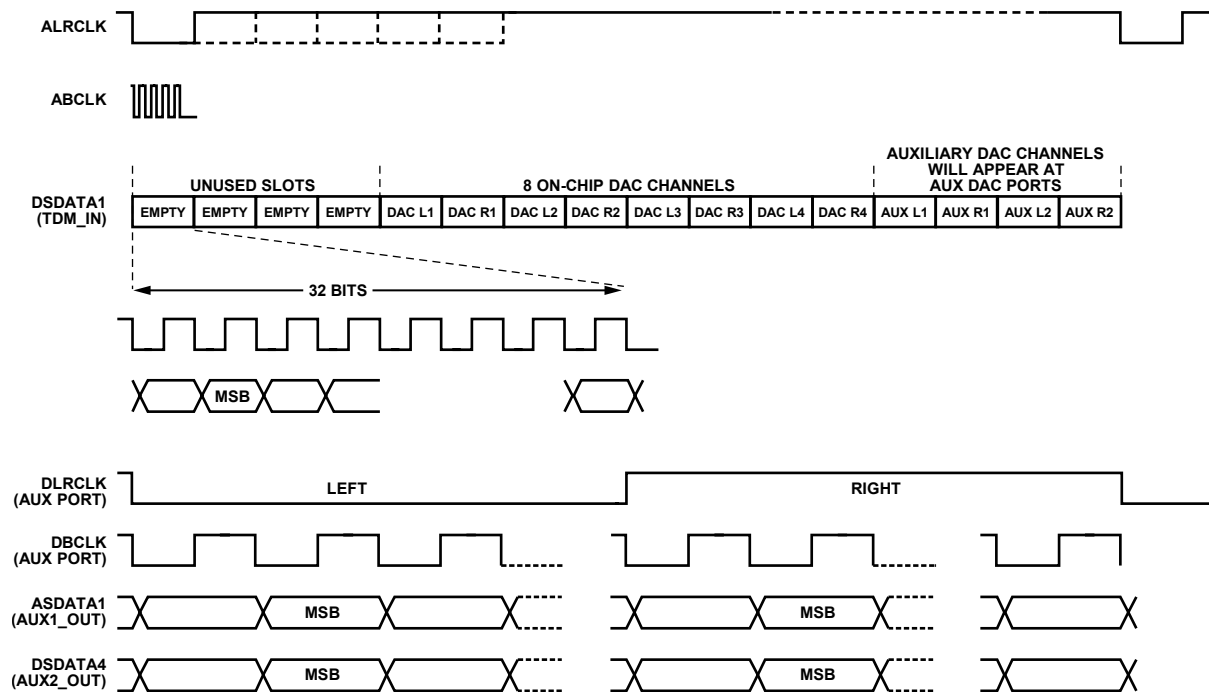 ALRCLK
ABCLK
AUXILIARY DAC CHANNELS
WILL APPEAR AT
AUX DAC PORTS
UNUSED SLOTS
8 ON-CHIP DAC CHANNELS
DSDATA1
(TDM_IN)
EMPTY EMPTY EMPTY EMPTY DAC L1 DAC R1 DAC L2 DAC R2 DAC L3 DAC R3 DAC L4 DAC R4 AUX L1 AUX R1 AUX L2 AUX R2
32 BITS
MSB
DLRCLK
(AUX PORT)
LEFT
RIGHT
DBCLK
(AUX PORT)
ASDATA1
(AUX1_OUT)
MSB
MSB
DSDATA4
(AUX2_OUT)
MSB
MSB